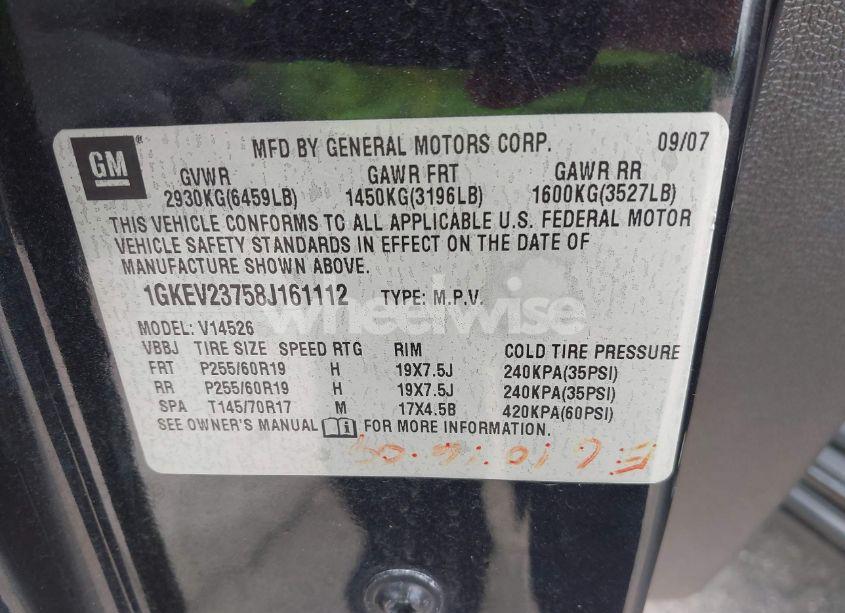 GM
MFD BY GENERAL MOTORS CORP. 09/07
GVWR GAWR FRT GAWR RR
2930KG(6459LB) 1450KG(3196LB) 1600KG(3527LB)
THIS VEHICLE CONFORMS TO ALL APPLICABLE U.S. FEDERAL MOTOR
VEHICLE SAFETY STANDARDS IN EFFECT ON THE DATE OF
MANUFACTURE SHOWN ABOVE.
1GKEV23758J161112 TYPE: M.P.V.
wheelwise
MODEL: V14526
VBBJ TIRE SIZE SPEED RTG RIM COLD TIRE PRESSURE
FRT P255/60R19 H 19X7.5J 240KPA(35PSI)
RR P255/60R19 H 19X7.5J 240KPA(35PSI)
SPA T145/70R17 M 17X4.5B 420KPA(60PSI)
SEE OWNER'S MANUAL FOR MORE INFORMATION.